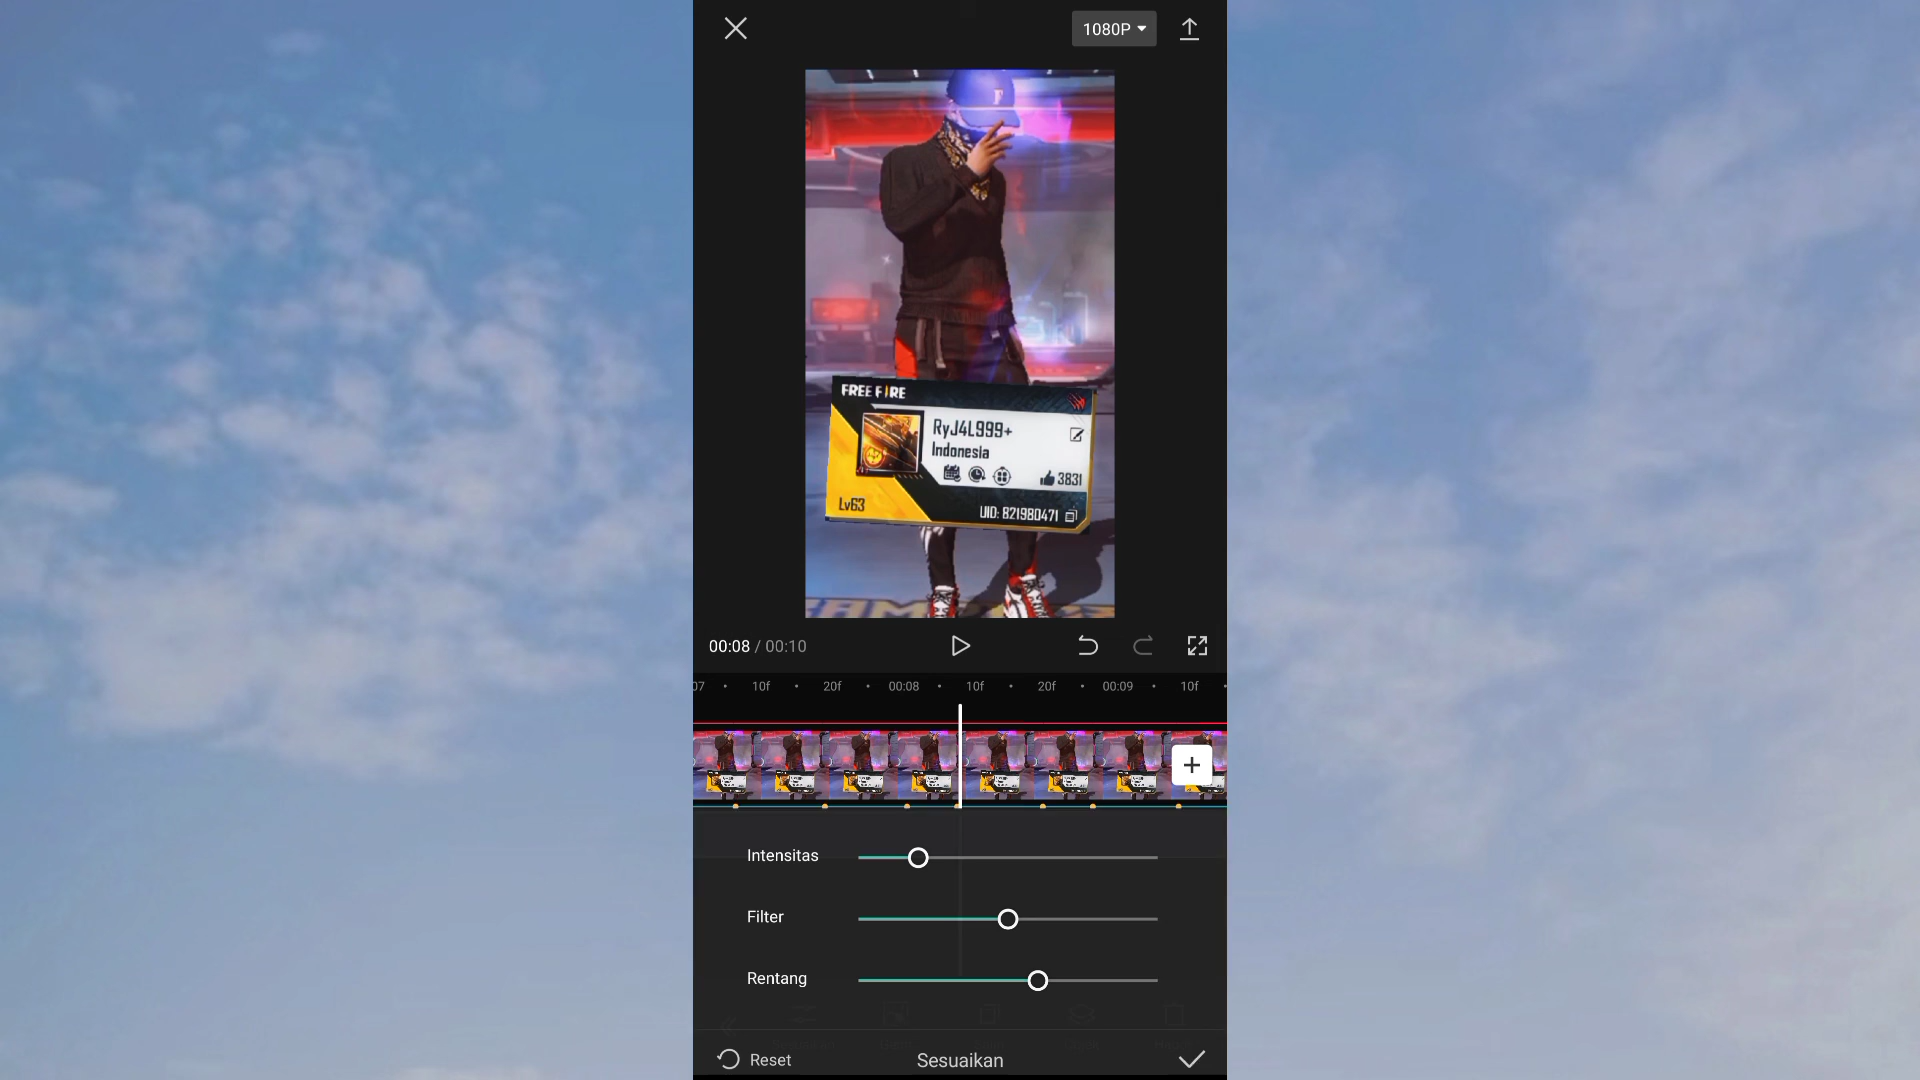 1080P
F
FREE FIRE
RyJ4L999+
Indonesia
3831
Lv63
UID: 821980471
00:08 / 00:10
07 10f 20f 00:08 10f 20f 00:09 10f
Intensitas
Filter
Rentang
Reset
Sesuaikan